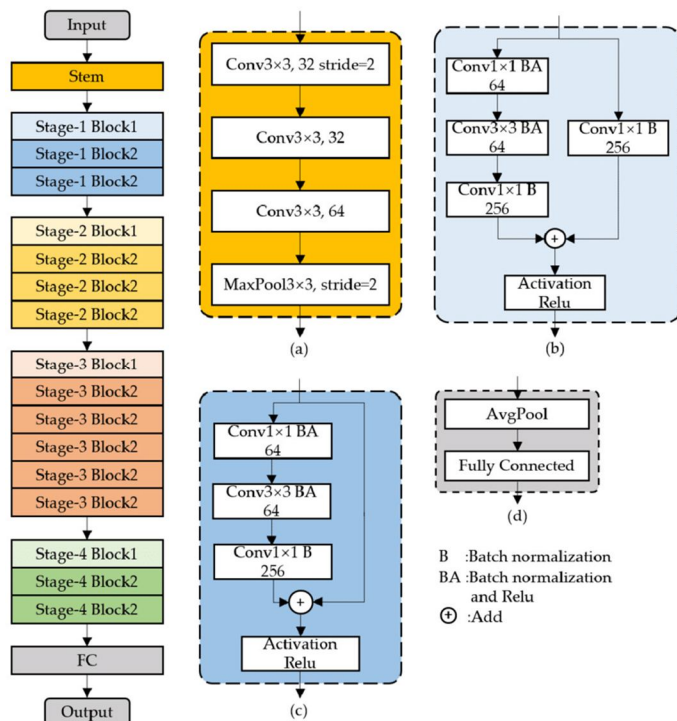 Input
Stem
Stage-1 Block1
Stage-1 Block2
Stage-1 Block2
Stage-2 Block1
Stage-2 Block2
Stage-2 Block2
Stage-2 Block2
Stage-3 Block1
Stage-3 Block2
Stage-3 Block2
Stage-3 Block2
Stage-3 Block2
Stage-3 Block2
Stage-4 Block1
Stage-4 Block2
Stage-4 Block2
FC
Output
Conv3×3, 32 stride=2
Conv3×3, 32
Conv3×3, 64
MaxPool3×3, stride=2
(a)
Conv1×1 BA
64
Conv3×3 BA
64
Conv1×1 B
256
Conv1×1 B
256
+
Activation
Relu
(b)
Conv1×1 BA
64
Conv3×3 BA
64
Conv1×1 B
256
+
Activation
Relu
(c)
AvgPool
Fully Connected
(d)
B :Batch normalization
BA :Batch normalization
and Relu
+ :Add